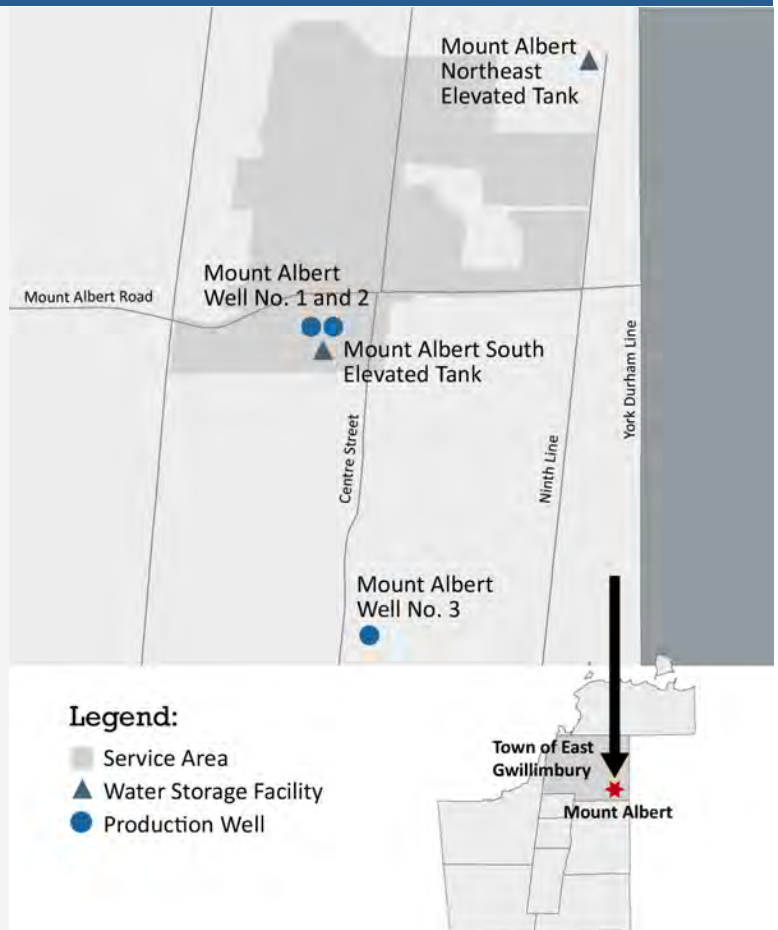 Mount Albert
Northeast
Elevated Tank
Mount Albert
Well No. 1 and 2
Mount Albert Road
Mount Albert South
Elevated Tank
York Durham Line
Centre Street
Ninth Line
Mount Albert
Well No. 3
Legend:
Service Area
Water Storage Facility
Production Well
Town of East
Gwillimbury
Mount Albert